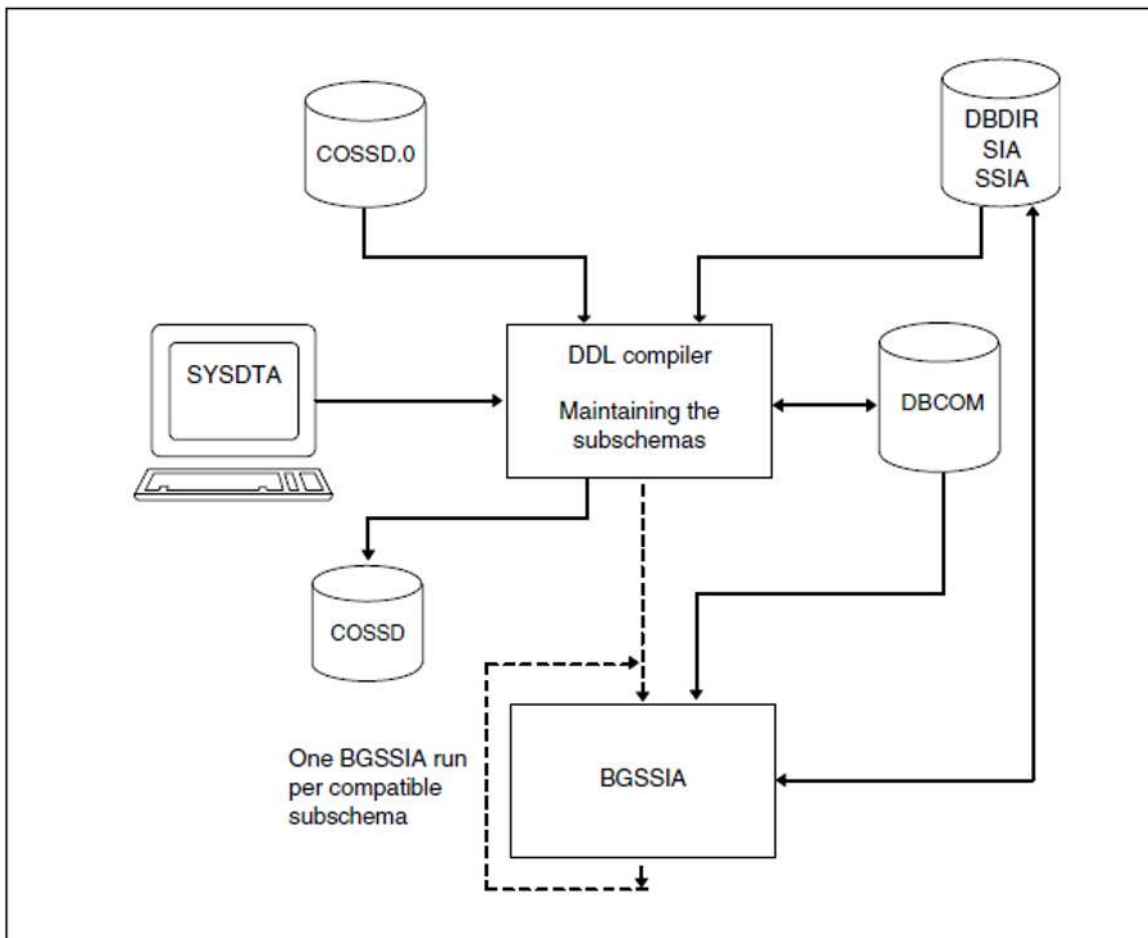 COSSD.0
DBDIR
SIA
SSIA
SYSDTA
DDL compiler
Maintaining the
subschemas
DBCOM
COSSD
One BGSSIA run
per compatible
subschema
BGSSIA